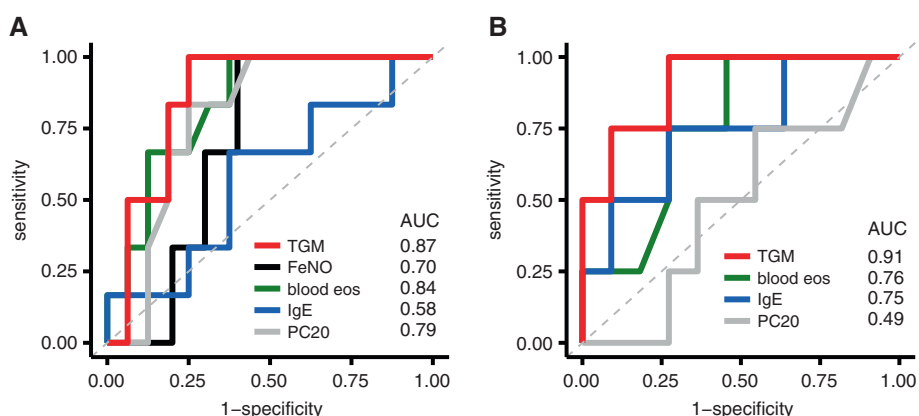 A
sensitivity
1.00
0.75
0.50
0.25
0.00
AUC
TGM 0.87
FeNO 0.70
blood eos 0.84
IgE 0.58
PC20 0.79
0.00 0.25 0.50 0.75 1.00
1–specificity
B
sensitivity
1.00
0.75
0.50
0.25
0.00
AUC
TGM 0.91
blood eos 0.76
IgE 0.75
PC20 0.49
0.00 0.25 0.50 0.75 1.00
1–specificity